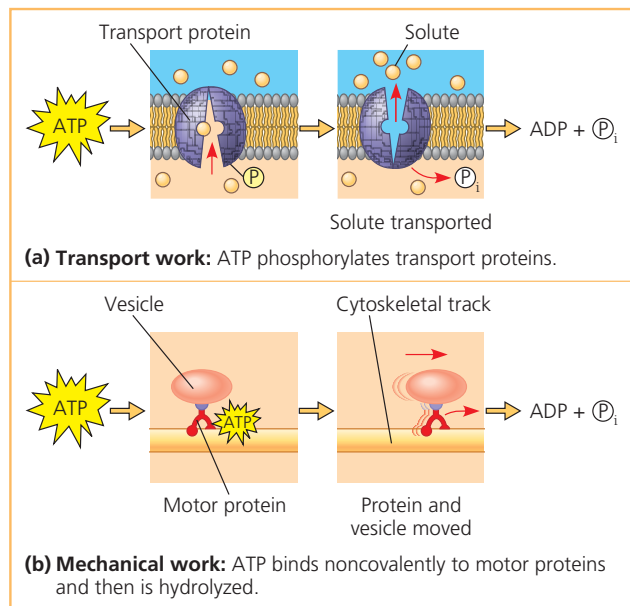 Transport protein
Solute
ATP
P
Pi
ADP + Pi
Solute transported
(a) Transport work: ATP phosphorylates transport proteins.
Vesicle
Cytoskeletal track
ATP
ATP
ADP + Pi
Motor protein
Protein and
vesicle moved
(b) Mechanical work: ATP binds noncovalently to motor proteins
and then is hydrolyzed.